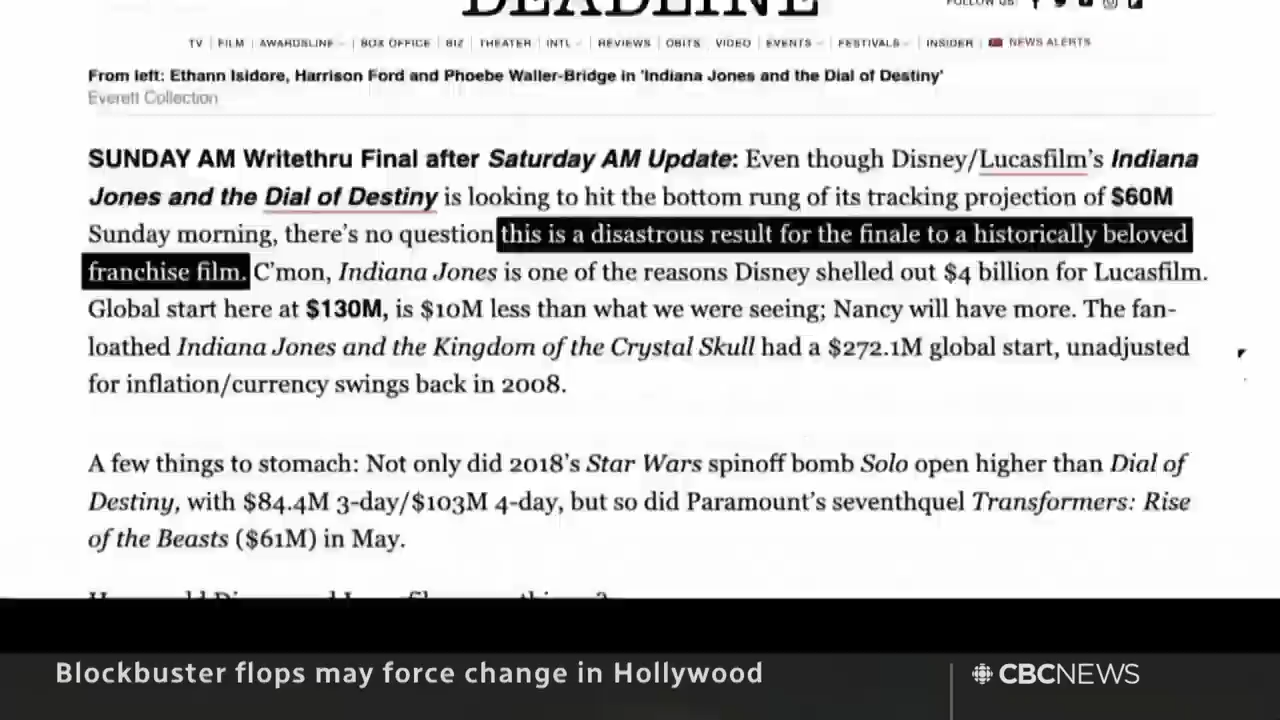 DEADLINE
FOLLOW US:
TV | FILM | AWARDSLINE | BOX OFFICE | BIZ | THEATER | INTL | REVIEWS | OBITS | VIDEO | EVENTS | FESTIVALS | INSIDER | NEWS ALERTS
From left: Ethann Isidore, Harrison Ford and Phoebe Waller-Bridge in 'Indiana Jones and the Dial of Destiny'
Everett Collection
SUNDAY AM Writethru Final after Saturday AM Update: Even though Disney/Lucasfilm's Indiana
Jones and the Dial of Destiny is looking to hit the bottom rung of its tracking projection of $60M
Sunday morning, there's no question this is a disastrous result for the finale to a historically beloved
franchise film. C'mon, Indiana Jones is one of the reasons Disney shelled out $4 billion for Lucasfilm.
Global start here at $130M, is $10M less than what we were seeing; Nancy will have more. The fan-
loathed Indiana Jones and the Kingdom of the Crystal Skull had a $272.1M global start, unadjusted
for inflation/currency swings back in 2008.
A few things to stomach: Not only did 2018's Star Wars spinoff bomb Solo open higher than Dial of
Destiny, with $84.4M 3-day/$103M 4-day, but so did Paramount's seventhquel Transformers: Rise
of the Beasts ($61M) in May.
Blockbuster flops may force change in Hollywood
CBCNEWS